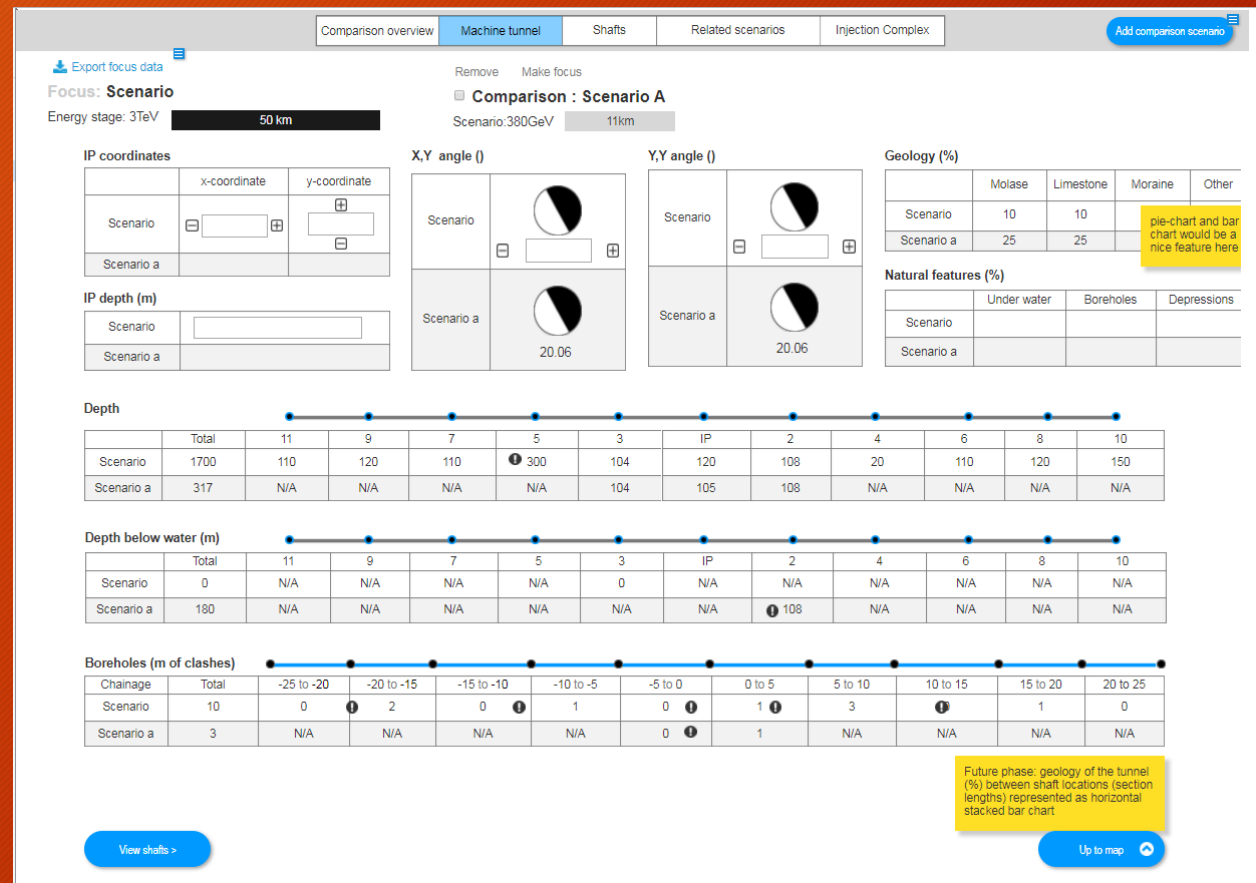 Comparison overview Machine tunnel Shafts Related scenarios Injection Complex Add comparison scenario
Export focus data
Remove Make focus
Focus: Scenario
Comparison : Scenario A
Energy stage: 3TeV 50 km
Scenario:380GeV 11km
IP coordinates
x-coordinate y-coordinate
Scenario
Scenario a
IP depth (m)
Scenario
Scenario a
X,Y angle ()
Scenario
Scenario a
20.06
Y,Y angle ()
Scenario
Scenario a
20.06
Geology (%)
Molase Limestone Moraine Other
Scenario 10 10
Scenario a 25 25
pie-chart and bar
chart would be a
nice feature here
Natural features (%)
Under water Boreholes Depressions
Scenario
Scenario a
Depth
Total 11 9 7 5 3 IP 2 4 6 8 10
Scenario 1700 110 120 110 300 104 120 108 20 110 120 150
Scenario a 317 N/A N/A N/A N/A 104 105 108 N/A N/A N/A N/A
Depth below water (m)
Total 11 9 7 5 3 IP 2 4 6 8 10
Scenario 0 N/A N/A N/A N/A 0 N/A N/A N/A N/A N/A N/A
Scenario a 180 N/A N/A N/A N/A N/A N/A 108 N/A N/A N/A N/A
Boreholes (m of clashes)
Chainage Total -25 to -20 -20 to -15 -15 to -10 -10 to -5 -5 to 0 0 to 5 5 to 10 10 to 15 15 to 20 20 to 25
Scenario 10 0 2 0 1 0 1 3 1 0
Scenario a 3 N/A N/A N/A N/A 0 1 N/A N/A N/A N/A
Future phase: geology of the tunnel
(%) between shaft locations (section
lengths) represented as horizontal
stacked bar chart
View shafts >
Up to map